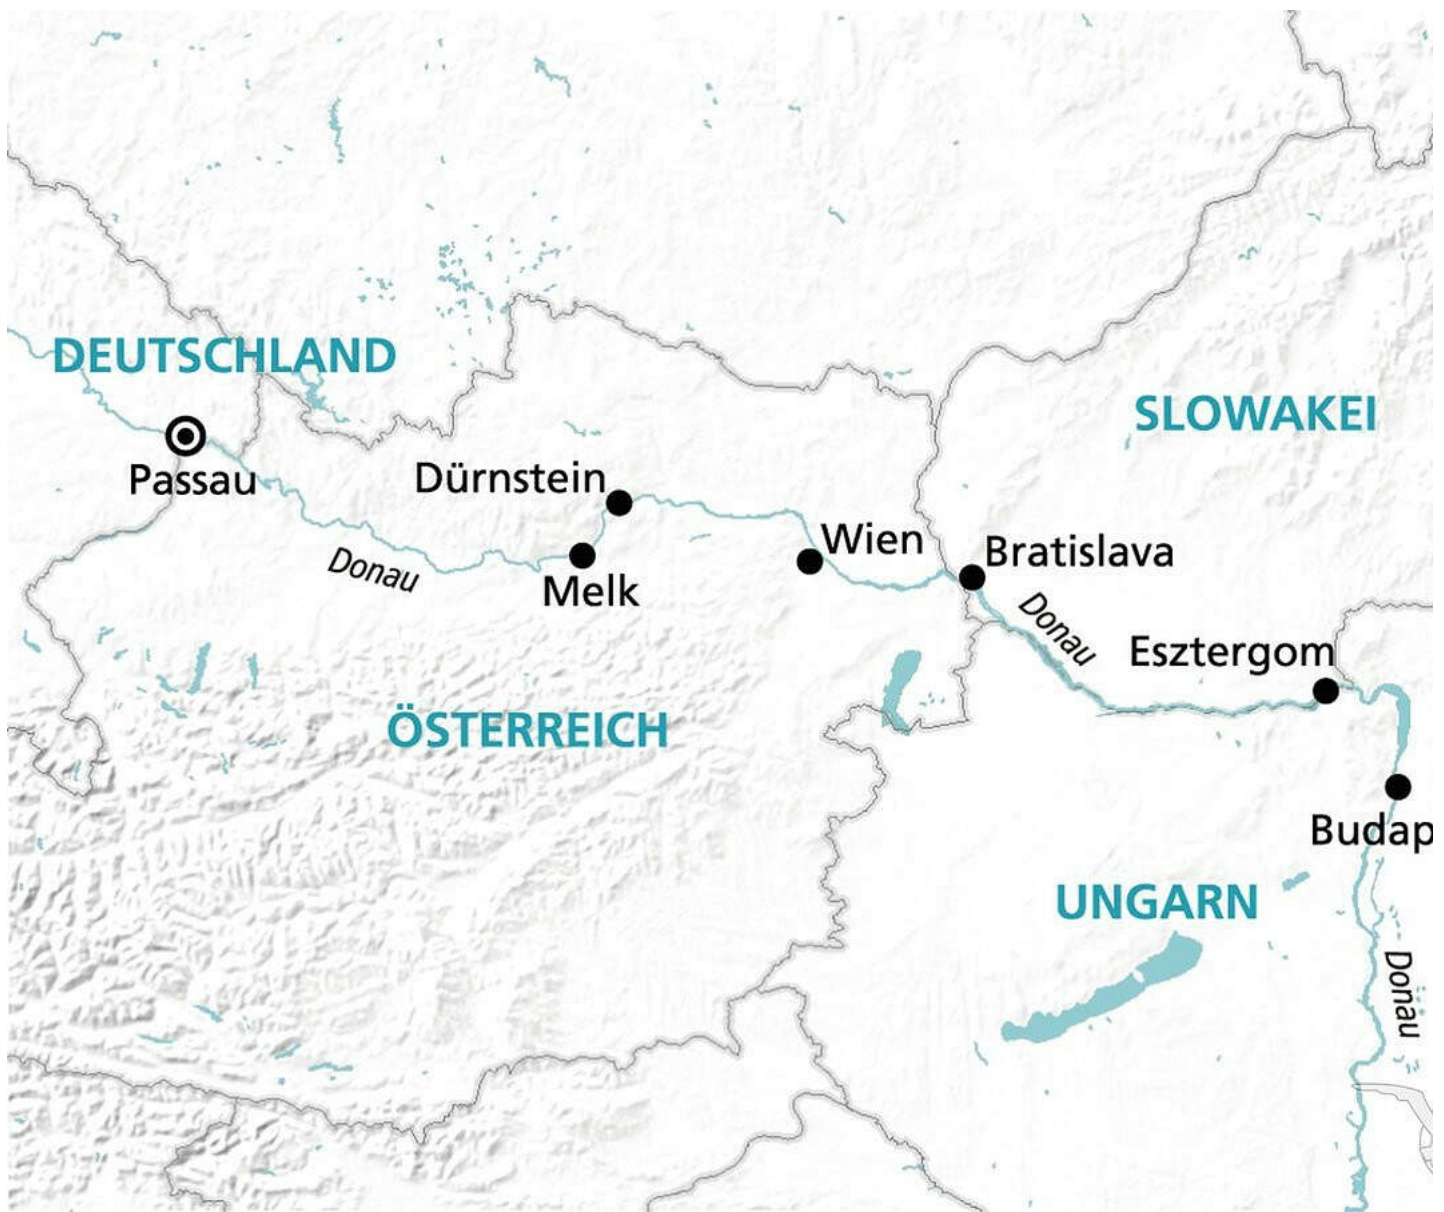 DEUTSCHLAND
SLOWAKEI
Passau
Dürnstein
Wien
Bratislava
Donau
Melk
Donau
Esztergom
ÖSTERREICH
Budap
UNGARN
Donau